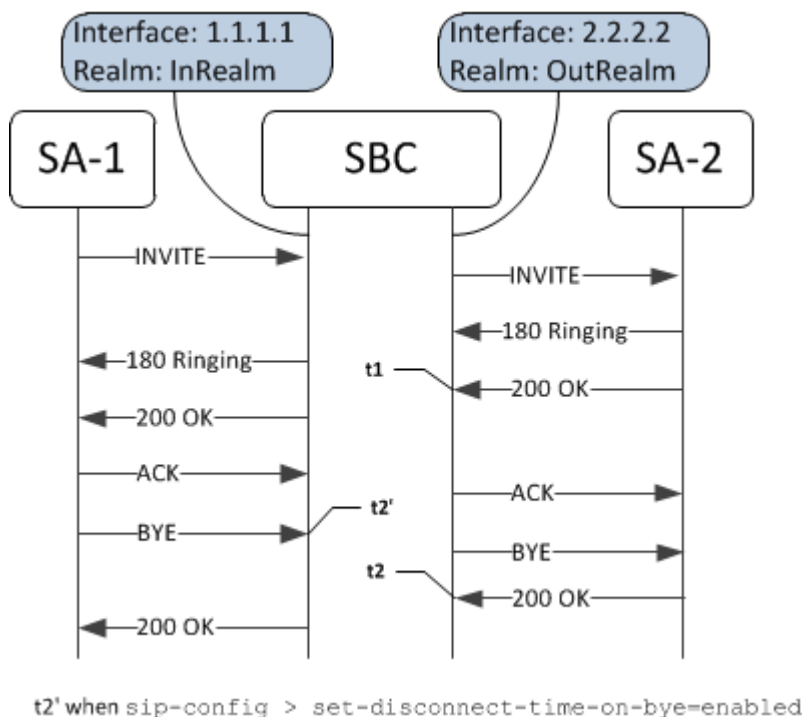 Interface: 1.1.1.1
Realm: InRealm
Interface: 2.2.2.2
Realm: OutRealm
SA-1
SBC
SA-2
INVITE
INVITE
180 Ringing
180 Ringing
t1
200 OK
200 OK
ACK
ACK
t2'
BYE
BYE
t2
200 OK
200 OK
t2' when sip-config > set-disconnect-time-on-bye=enabled